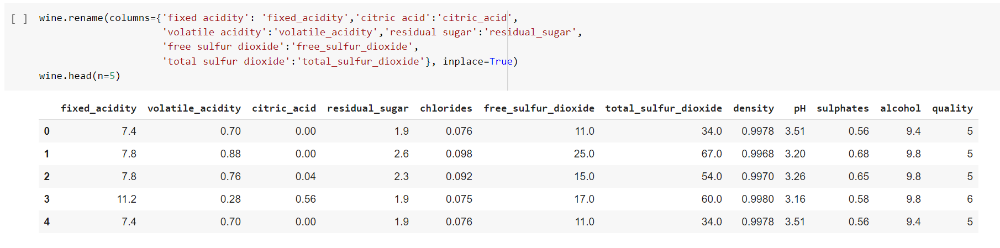 [ ] wine.rename(columns={'fixed acidity': 'fixed_acidity','citric acid':'citric_acid',
'volatile acidity':'volatile_acidity','residual sugar':'residual_sugar',
'free sulfur dioxide':'free_sulfur_dioxide',
'total sulfur dioxide':'total_sulfur_dioxide'}, inplace=True)
wine.head(n=5)
fixed_acidity volatile_acidity citric_acid residual_sugar chlorides free_sulfur_dioxide total_sulfur_dioxide density pH sulphates alcohol quality
0 7.4 0.70 0.00 1.9 0.076 11.0 34.0 0.9978 3.51 0.56 9.4 5
1 7.8 0.88 0.00 2.6 0.098 25.0 67.0 0.9968 3.20 0.68 9.8 5
2 7.8 0.76 0.04 2.3 0.092 15.0 54.0 0.9970 3.26 0.65 9.8 5
3 11.2 0.28 0.56 1.9 0.075 17.0 60.0 0.9980 3.16 0.58 9.8 6
4 7.4 0.70 0.00 1.9 0.076 11.0 34.0 0.9978 3.51 0.56 9.4 5